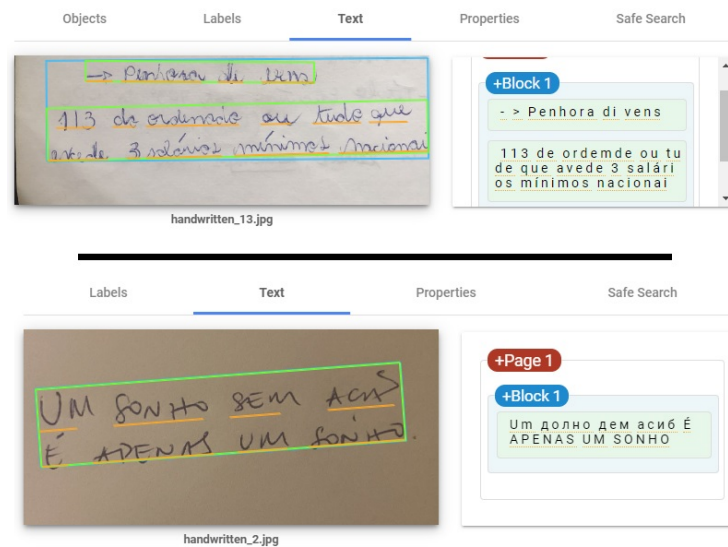 Objects Labels Text Properties Safe Search
-> Penhora de vens
113 de ordenado ou tudo que
avede 3 salários mínimos nacionai
handwritten_13.jpg
+Block 1
- > Penhora di vens
113 de ordemde ou tu
de que avede 3 salári
os mínimos nacionai
Labels Text Properties Safe Search
UM SONHO SEM AÇÃO
É APENAS UM SONHO.
handwritten_2.jpg
+Page 1
+Block 1
Um долно дем асиб É
APENAS UM SONHO